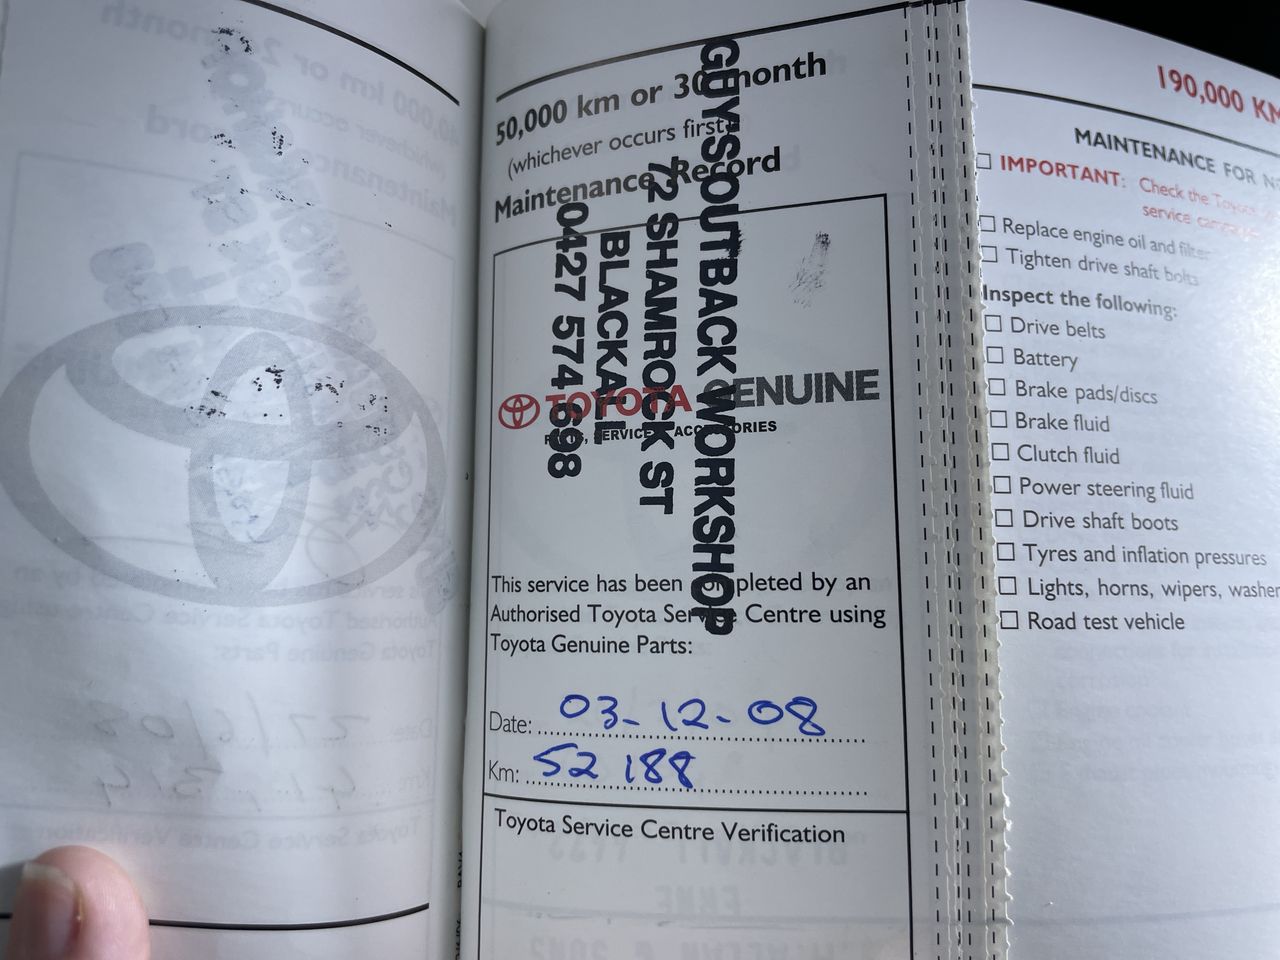 50,000 km or 30 month
(whichever occurs first)
Maintenance Record
GUYS OUTBACK WORKSHOP
72 SHAMROCK ST
BLACKALL
0427 574 698
TOYOTA GENUINE
PARTS, SERVICE, ACCESSORIES
This service has been completed by an
Authorised Toyota Service Centre using
Toyota Genuine Parts:
Date: 03-12-08
Km: 52 188
Toyota Service Centre Verification
190,000 KM
MAINTENANCE FOR
IMPORTANT: Check the Toyota
service campaign
Replace engine oil and filter
Tighten drive shaft bolts
Inspect the following:
Drive belts
Battery
Brake pads/discs
Brake fluid
Clutch fluid
Power steering fluid
Drive shaft boots
Tyres and inflation pressures
Lights, horns, wipers, washer
Road test vehicle